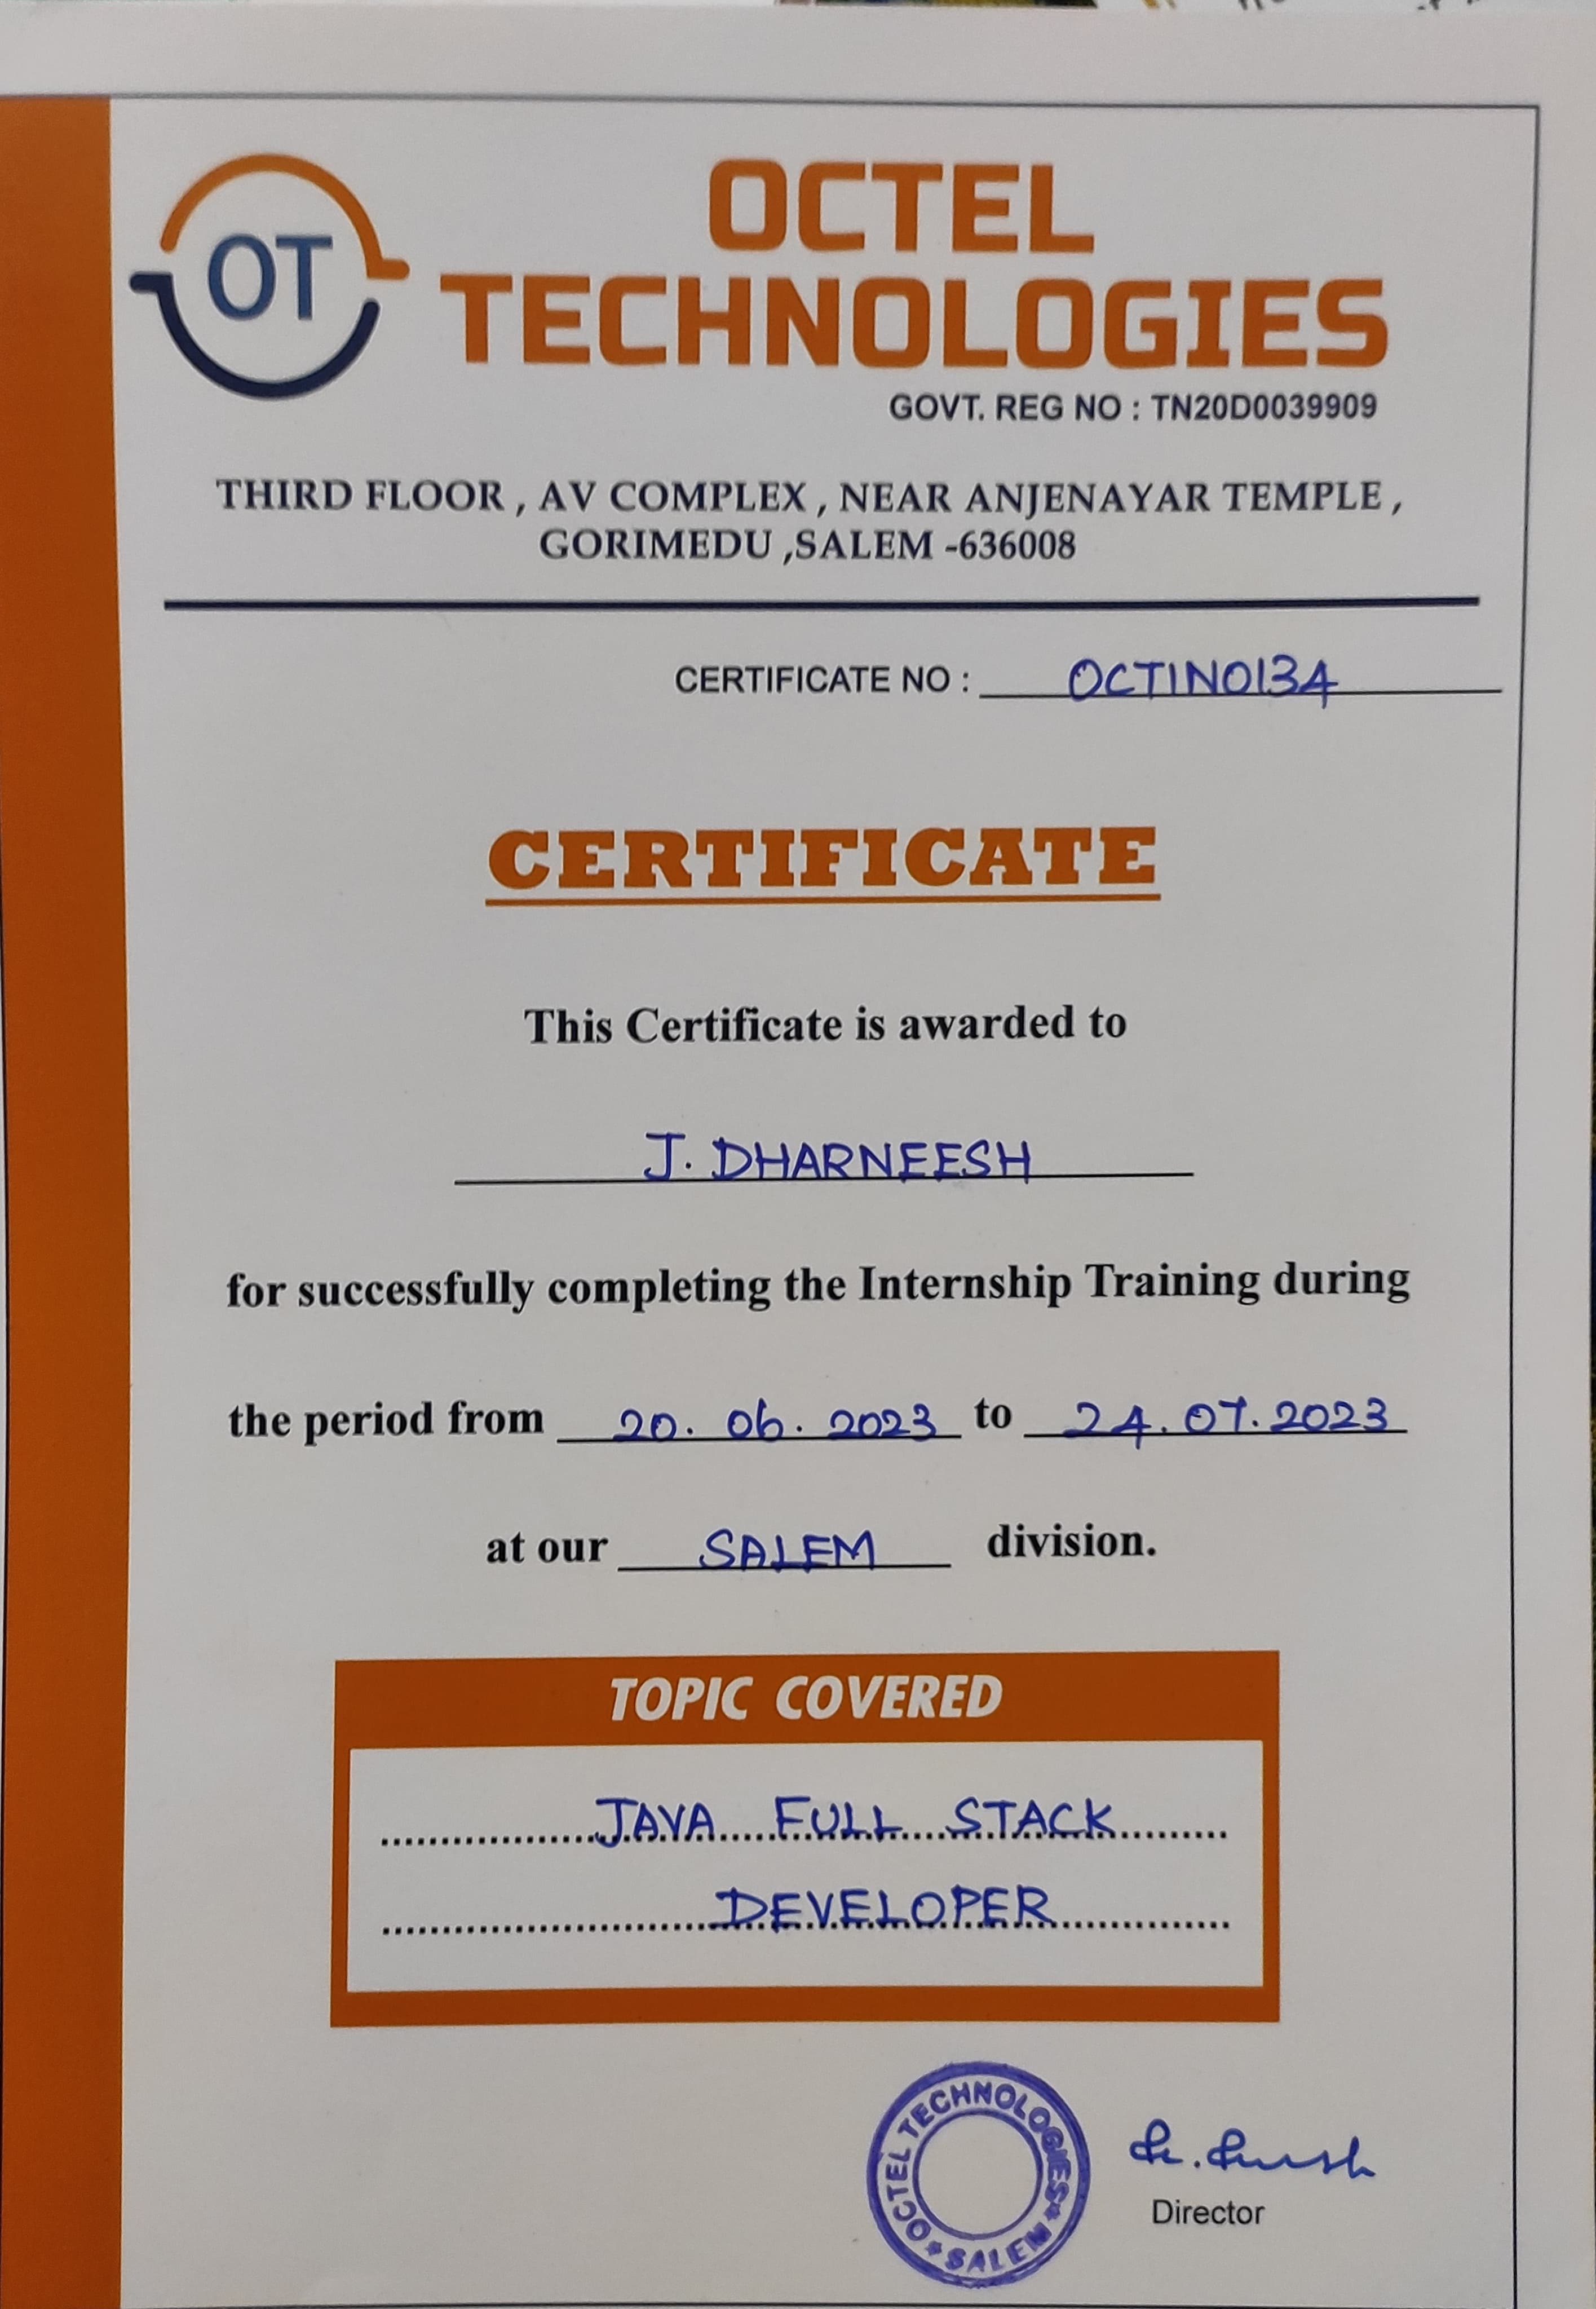 OT
OCTEL
TECHNOLOGIES
GOVT. REG NO : TN20D0039909
THIRD FLOOR , AV COMPLEX , NEAR ANJENAYAR TEMPLE ,
GORIMEDU ,SALEM -636008
CERTIFICATE NO : OCTIN0134
CERTIFICATE
This Certificate is awarded to
J. DHARNEESH
for successfully completing the Internship Training during
the period from 20. 06. 2023 to 24.07.2023
at our SALEM division.
TOPIC COVERED
JAVA FULL STACK
DEVELOPER
OCTEL TECHNOLOGIES
SALEM
Director